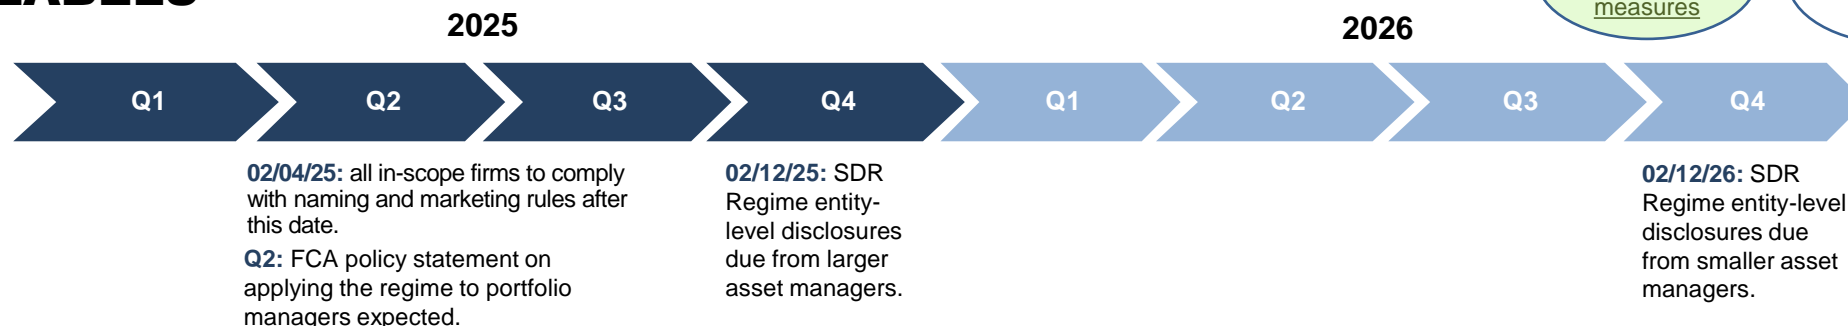 measures
2025
2026
Q1
Q2
Q3
Q4
Q1
Q2
Q3
Q4
02/04/25: all in-scope firms to comply
with naming and marketing rules after
this date.
Q2: FCA policy statement on
applying the regime to portfolio
managers expected.
02/12/25: SDR
Regime entity-
level disclosures
due from larger
asset managers.
02/12/26: SDR
Regime entity-level
disclosures due
from smaller asset
managers.